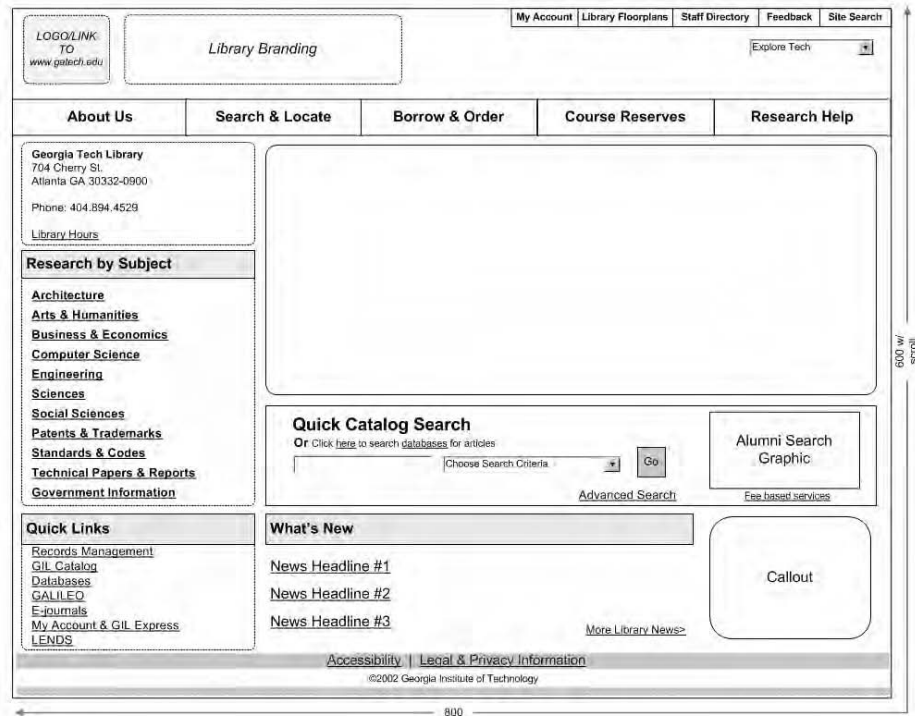 LOGO/LINK
TO
www.gatech.edu
Library Branding
My Account
Library Floorplans
Staff Directory
Feedback
Site Search
Explore Tech
About Us
Search & Locate
Borrow & Order
Course Reserves
Research Help
Georgia Tech Library
704 Cherry St.
Atlanta GA 30332-0900
Phone: 404.894.4529
Library Hours
Research by Subject
Architecture
Arts & Humanities
Business & Economics
Computer Science
Engineering
Sciences
Social Sciences
Patents & Trademarks
Standards & Codes
Technical Papers & Reports
Government Information
Quick Catalog Search
Or Click here to search databases for articles
Choose Search Criteria
Go
Advanced Search
Alumni Search
Graphic
Fee based services
Quick Links
Records Management
GIL Catalog
Databases
GALILEO
E-journals
My Account & GIL Express
LENDS
What's New
News Headline #1
News Headline #2
News Headline #3
More Library News>
Callout
Accessibility | Legal & Privacy Information
©2002 Georgia Institute of Technology
600 w/
scroll
800